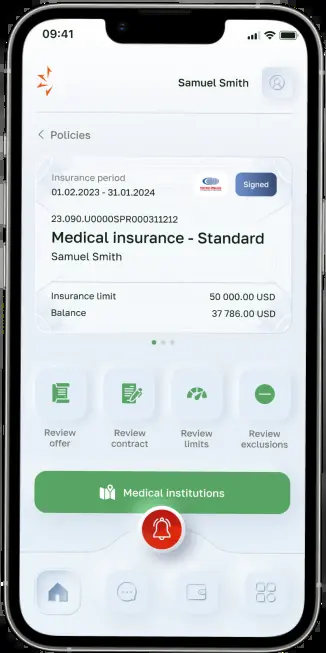 09:41
Samuel Smith
Policies
Insurance period
01.02.2023 - 31.01.2024
Signed
23.090.U0000SPR000311212
Medical insurance - Standard
Samuel Smith
Insurance limit 50 000.00 USD
Balance 37 786.00 USD
Review offer
Review contract
Review limits
Review exclusions
Medical institutions